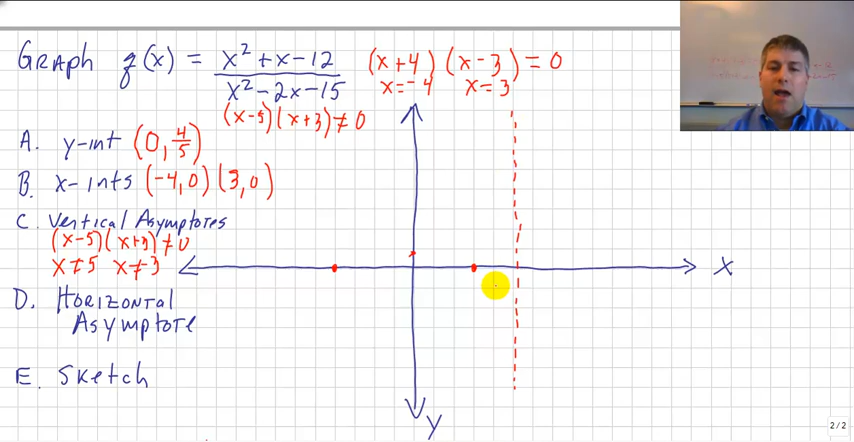 GRAPH g(x) = x² + x - 12 (x + 4) (x - 3) = 0
x² - 2x - 15 x = -4 x = 3
(x - 5) (x + 3) ≠ 0
A. y-int (0, 4/5)
B. x-ints (-4, 0) (3, 0)
C. Vertical Asymptotes
(x - 5) (x + 3) ≠ 0
x ≠ 5 x ≠ 3
X
D. HORIZONTAL
Asymptote
E. Sketch
Y
2 / 2